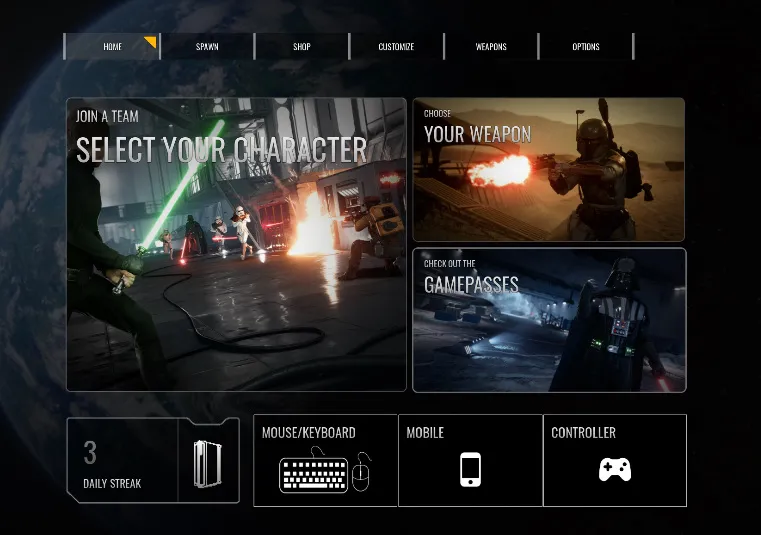 HOME
SPAWN
SHOP
CUSTOMIZE
WEAPONS
OPTIONS
JOIN A TEAM
SELECT YOUR CHARACTER
CHOOSE
YOUR WEAPON
CHECK OUT THE
GAMEPASSES
3
DAILY STREAK
MOUSE/KEYBOARD
MOBILE
CONTROLLER